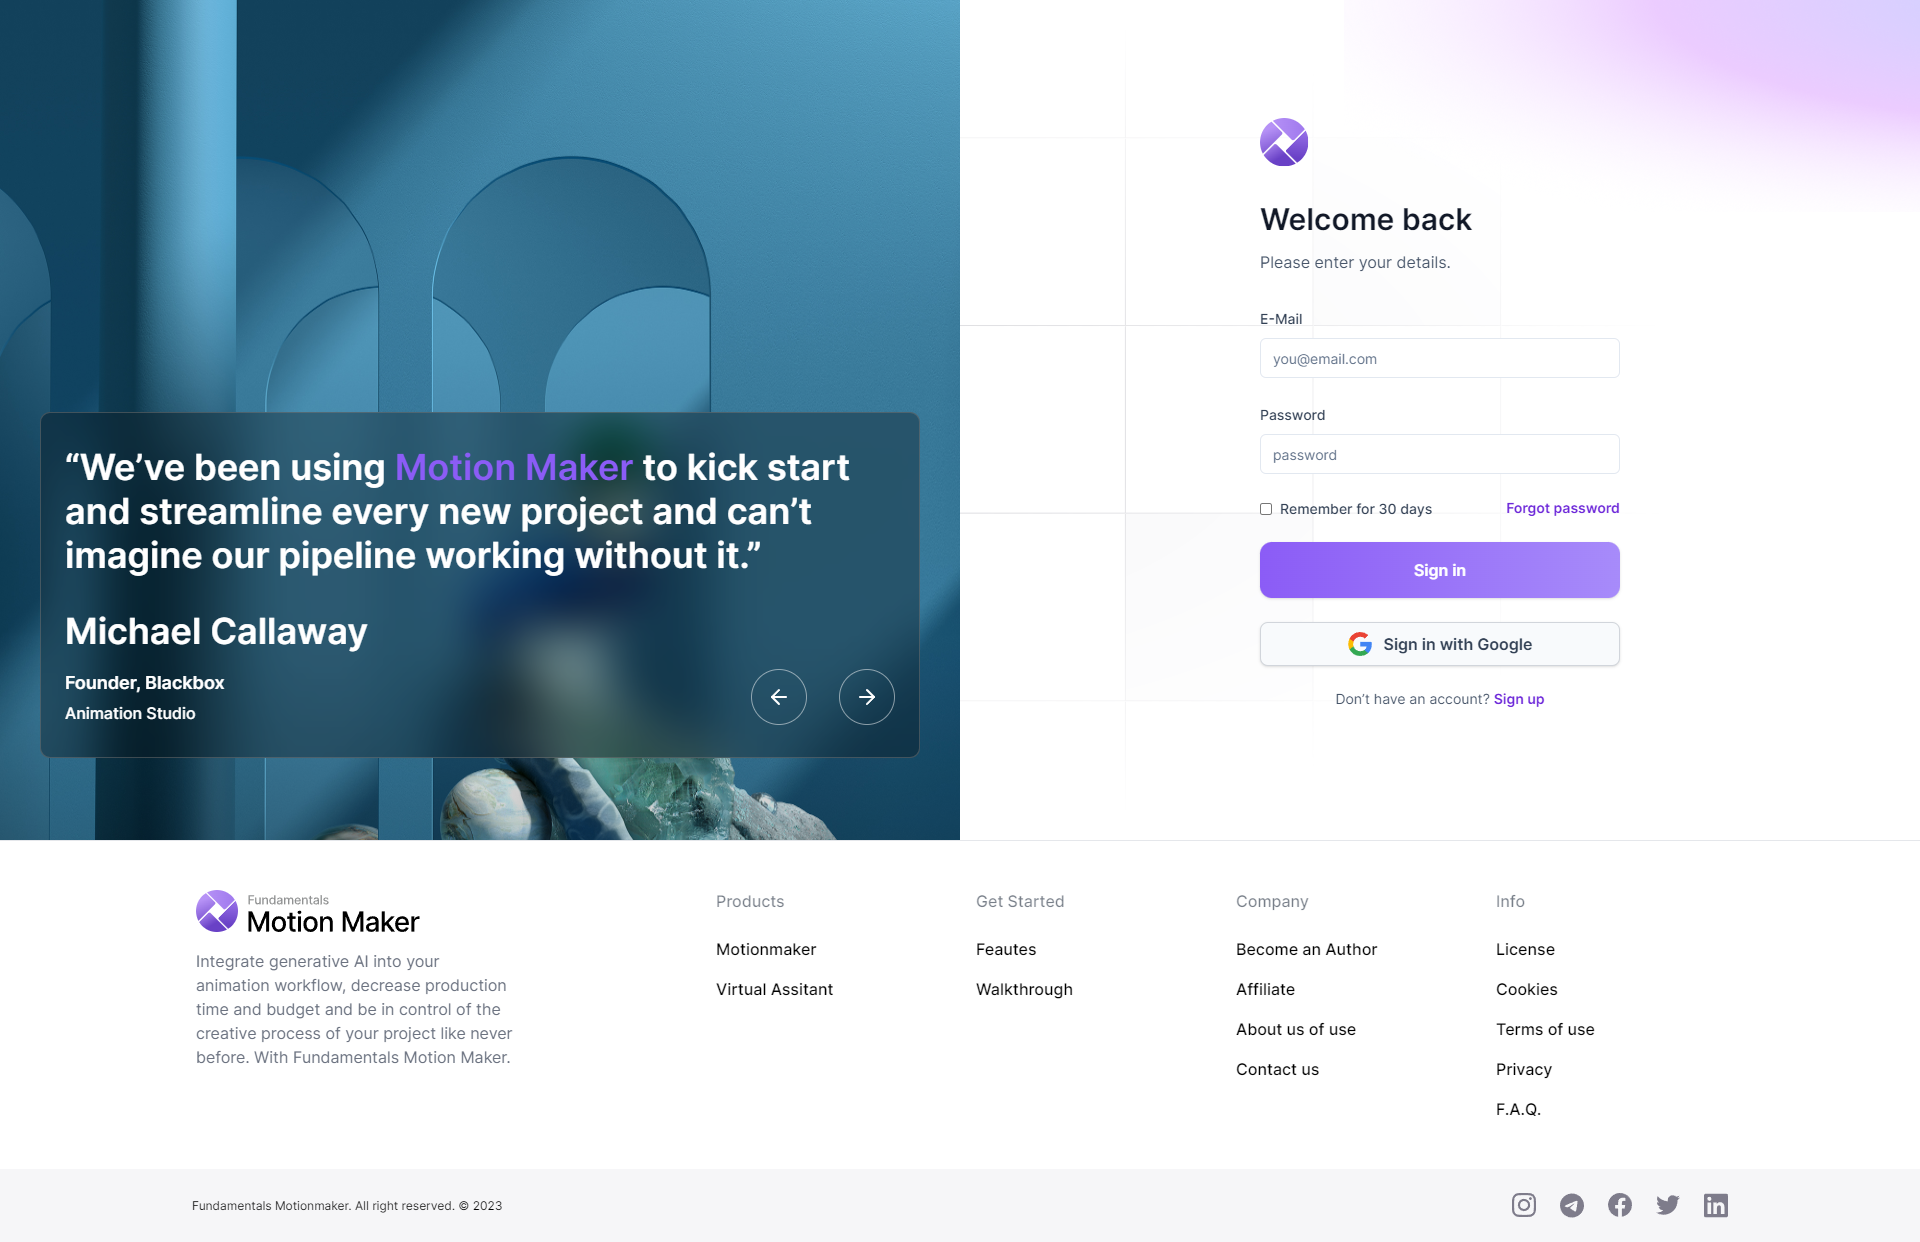 “We’ve been using Motion Maker to kick start
and streamline every new project and can’t
imagine our pipeline working without it.”
Michael Callaway
Founder, Blackbox
Animation Studio
Welcome back
Please enter your details.
E-Mail
you@email.com
Password
password
Remember for 30 days
Forgot password
Sign in
Sign in with Google
Don’t have an account? Sign up
Fundamentals
Motion Maker
Integrate generative AI into your
animation workflow, decrease production
time and budget and be in control of the
creative process of your project like never
before. With Fundamentals Motion Maker.
Products
Motionmaker
Virtual Assitant
Get Started
Feautes
Walkthrough
Company
Become an Author
Affiliate
About us of use
Contact us
Info
License
Cookies
Terms of use
Privacy
F.A.Q.
Fundamentals Motionmaker. All right reserved. © 2023